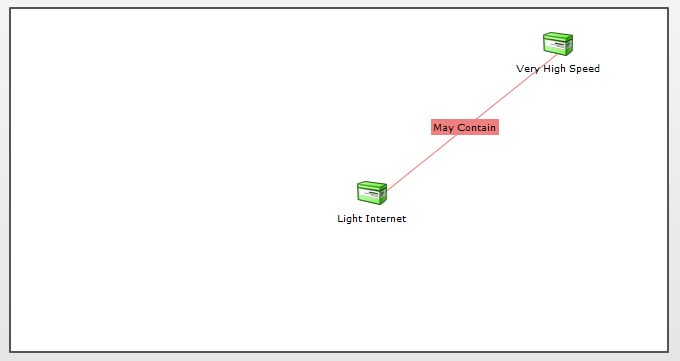 Very High Speed
May Contain
Light Internet